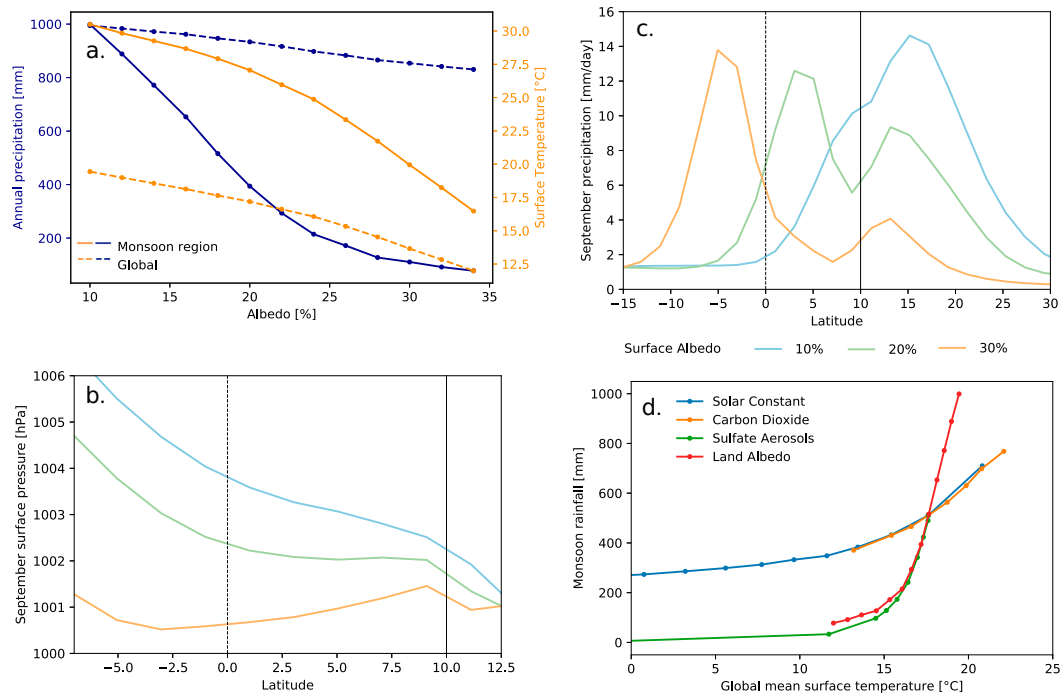 a.
Annual precipitation [mm]
1000
800
600
400
200
30.0
27.5
25.0
22.5
20.0
17.5
15.0
12.5
Surface Temperature [°C]
Monsoon region
Global
10 15 20 25 30 35
Albedo [%]
c.
September precipitation [mm/day]
16
14
12
10
8
6
4
2
0
−15 −10 −5 0 5 10 15 20 25 30
Latitude
Surface Albedo 10% 20% 30%
b.
September surface pressure [hPa]
1006
1005
1004
1003
1002
1001
1000
−5.0 −2.5 0.0 2.5 5.0 7.5 10.0 12.5
Latitude
d.
Monsoon rainfall [mm]
1000
800
600
400
200
0
Solar Constant
Carbon Dioxide
Sulfate Aerosols
Land Albedo
0 5 10 15 20 25
Global mean surface temperature [°C]